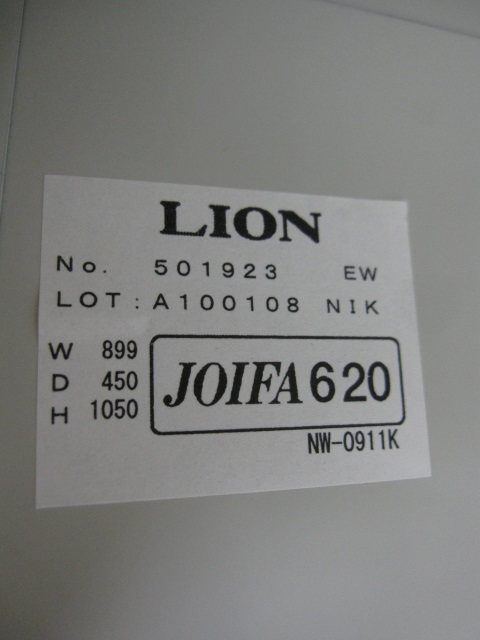 LION
No. 501923 EW
LOT : A100108 NIK
W 899
D 450
H 1050
JOIFA 620
NW-0911K